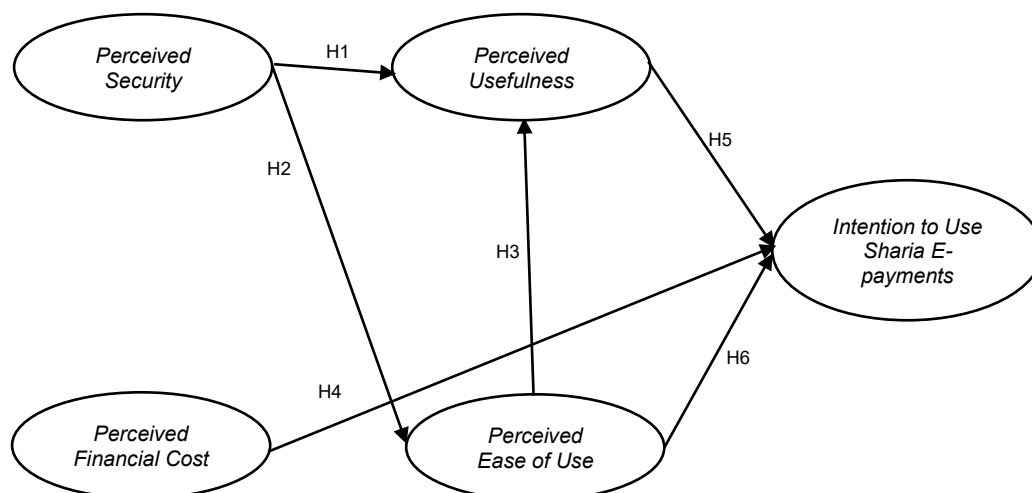 Perceived
Security
H1
Perceived
Usefulness
H2
H5
Intention to Use
Sharia E-
payments
H3
H4
H6
Perceived
Financial Cost
Perceived
Ease of Use